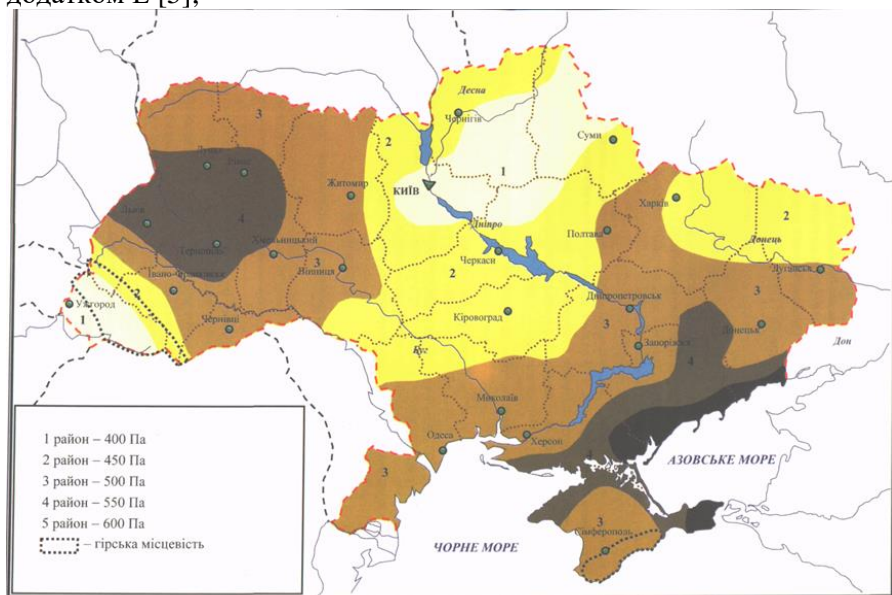 додатком Е [5];
Десна
Чернігів
Суми
3
2
1
КИЇВ
Житомир
Рівне
4
Львів
Тернопіль
Хмельницький
3
Вінниця
Дніпро
Черкаси
Полтава
Харків
2
Донець
Луганськ
Івано-Франківськ
2
Ужгород
1
Чернівці
2
Кіровоград
Дніпропетровськ
3
3
Донецьк
Запоріжжя
Дон
4
Буг
Миколаїв
Одеса
Херсон
3
АЗОВСЬКЕ МОРЕ
3
Сімферополь
ЧОРНЕ МОРЕ
1 район – 400 Па
2 район – 450 Па
3 район – 500 Па
4 район – 550 Па
5 район – 600 Па
– гірська місцевість